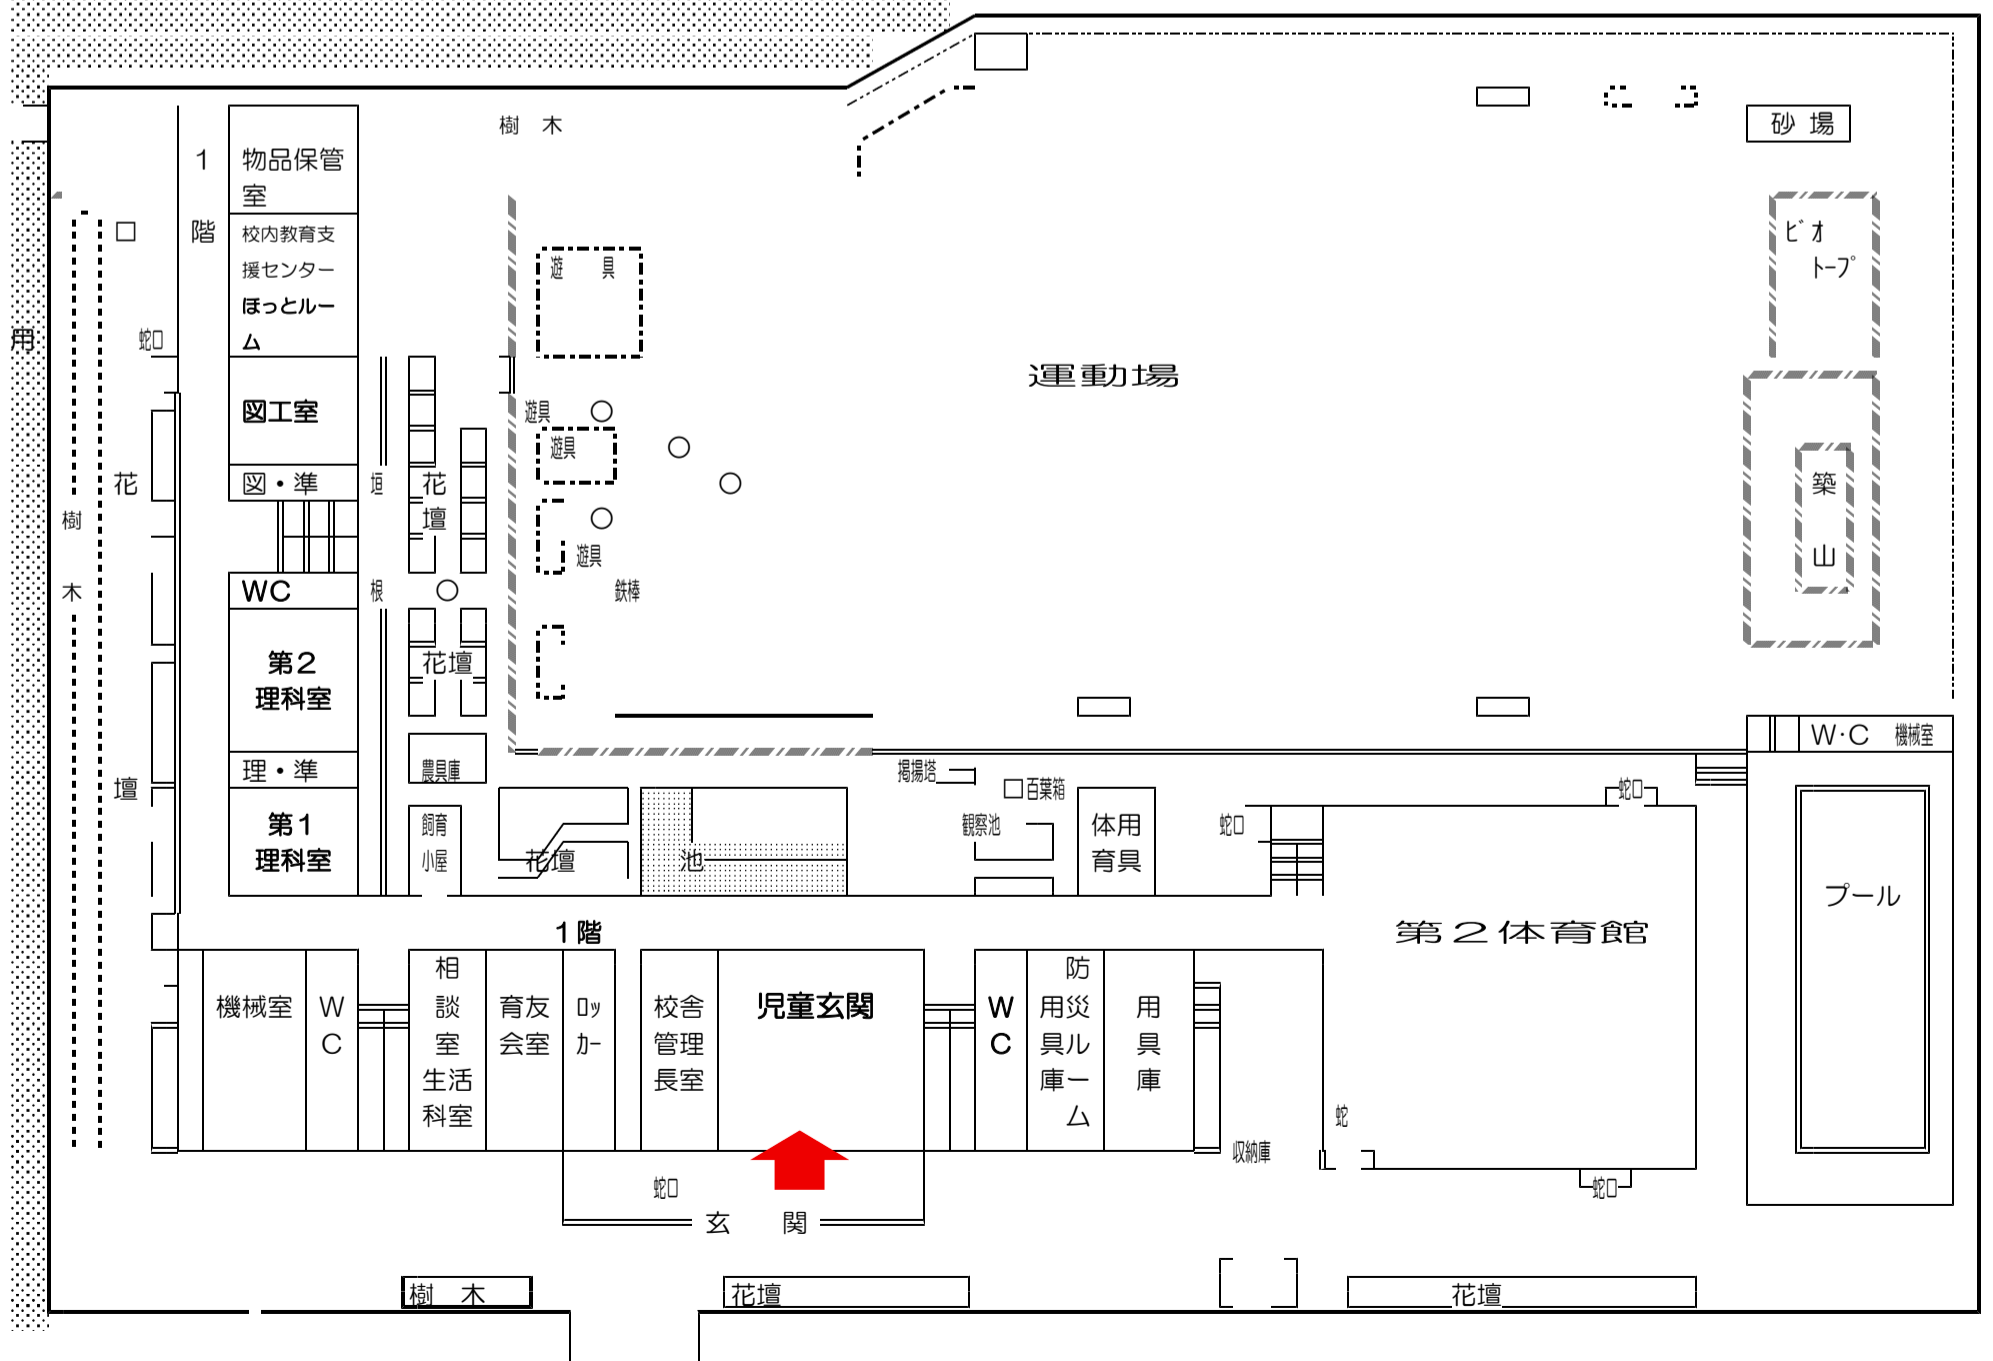 樹 木
砂 場
1
階
物品保管
室
校内教育支
援センター
ほっとルー
ム
ﾋﾞｵ
ﾄｰﾌﾟ
遊 具
用
蛇口
運動場
図工室
遊具
遊具
花
図・準
垣
花
壇
築
山
樹
木
遊具
WC
根
鉄棒
第2
理科室
花壇
W･C 機械室
理・準
農具庫
掲揚塔
百葉箱
蛇口
壇
第1
理科室
飼育
小屋
花壇
池
観察池
体用
育具
蛇口
プール
1階
第2体育館
機械室
W
C
相
談
室
生活
科室
育友
会室
ﾛｯ
ｶｰ
校舎
管理
長室
児童玄関
W
C
防
用災
具ル
庫ー
ム
用
具
庫
蛇
収納庫
蛇口
蛇口
玄 関
樹 木
花壇
花壇